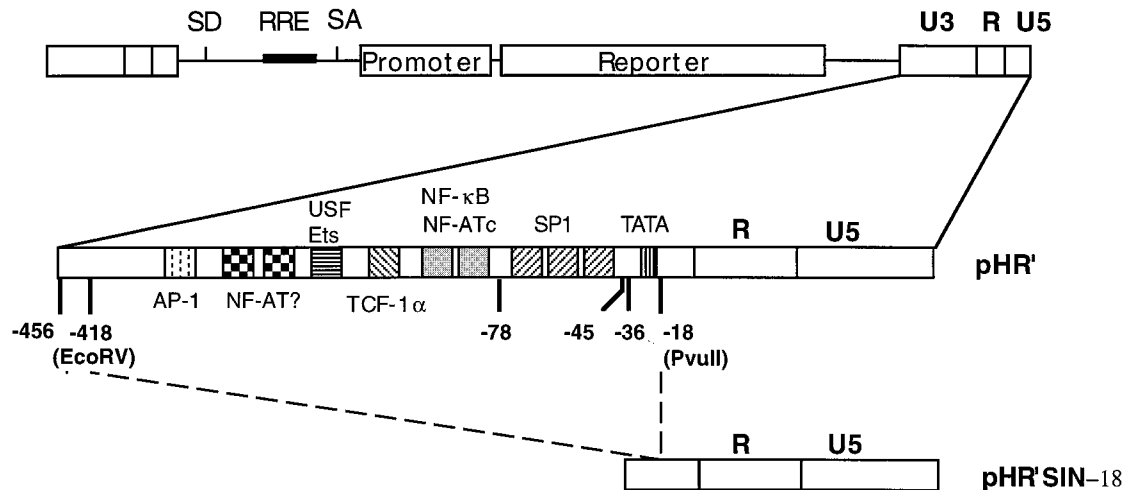 SD RRE SA U3 R U5
Promoter Reporter
NF-κB
USF NF-ATc SP1 TATA R U5
Ets
pHR'
AP-1 NF-AT? TCF-1α
-456 -418 -78 -45 -36 -18
(EcoRV) (PvuII)
R U5
pHR'SIN-18